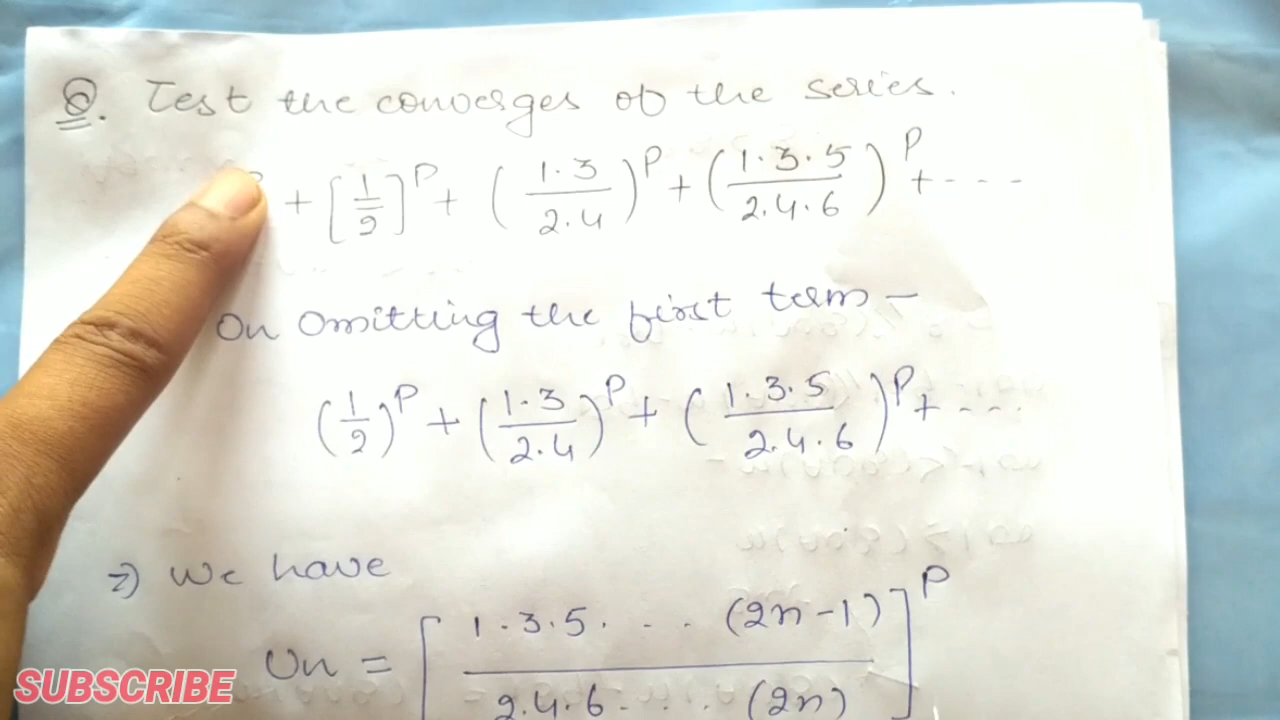 Q. Test the converges of the series.
+ [1/2]^P + (1·3/2.4)^P + (1·3·5/2.4.6)^P + ----
On Omitting the first term –
(1/2)^P + (1·3/2.4)^P + (1·3·5/2.4.6)^P + ----
=) We have
Un = [1·3·5. ... (2n-1)/2.4.6. .... (2n)]^P
SUBSCRIBE